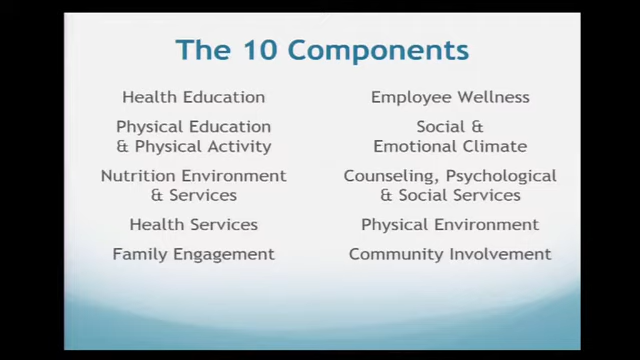 The 10 Components
Health Education
Physical Education
& Physical Activity
Nutrition Environment
& Services
Health Services
Family Engagement
Employee Wellness
Social &
Emotional Climate
Counseling, Psychological
& Social Services
Physical Environment
Community Involvement